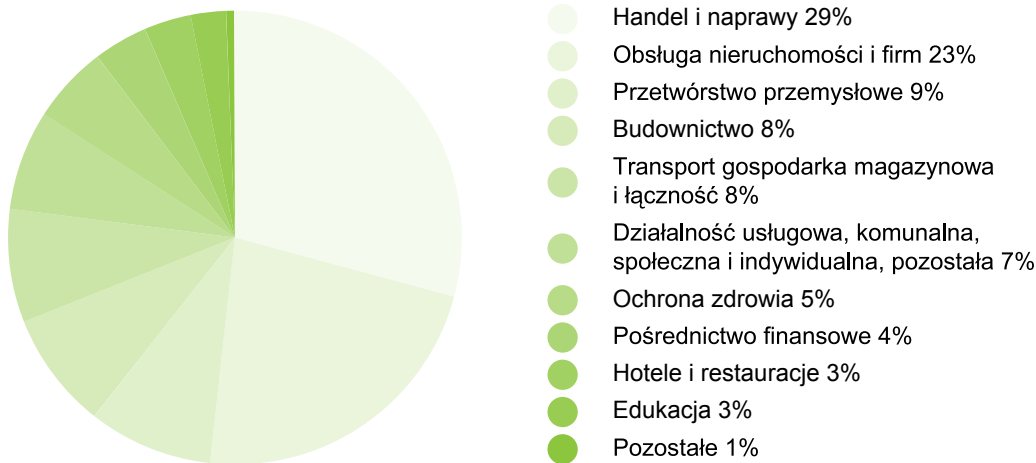 Handel i naprawy 29%
Obsługa nieruchomości i firm 23%
Przetwórstwo przemysłowe 9%
Budownictwo 8%
Transport gospodarka magazynowa
i łączność 8%
Działalność usługowa, komunalna,
społeczna i indywidualna, pozostała 7%
Ochrona zdrowia 5%
Pośrednictwo finansowe 4%
Hotele i restauracje 3%
Edukacja 3%
Pozostałe 1%